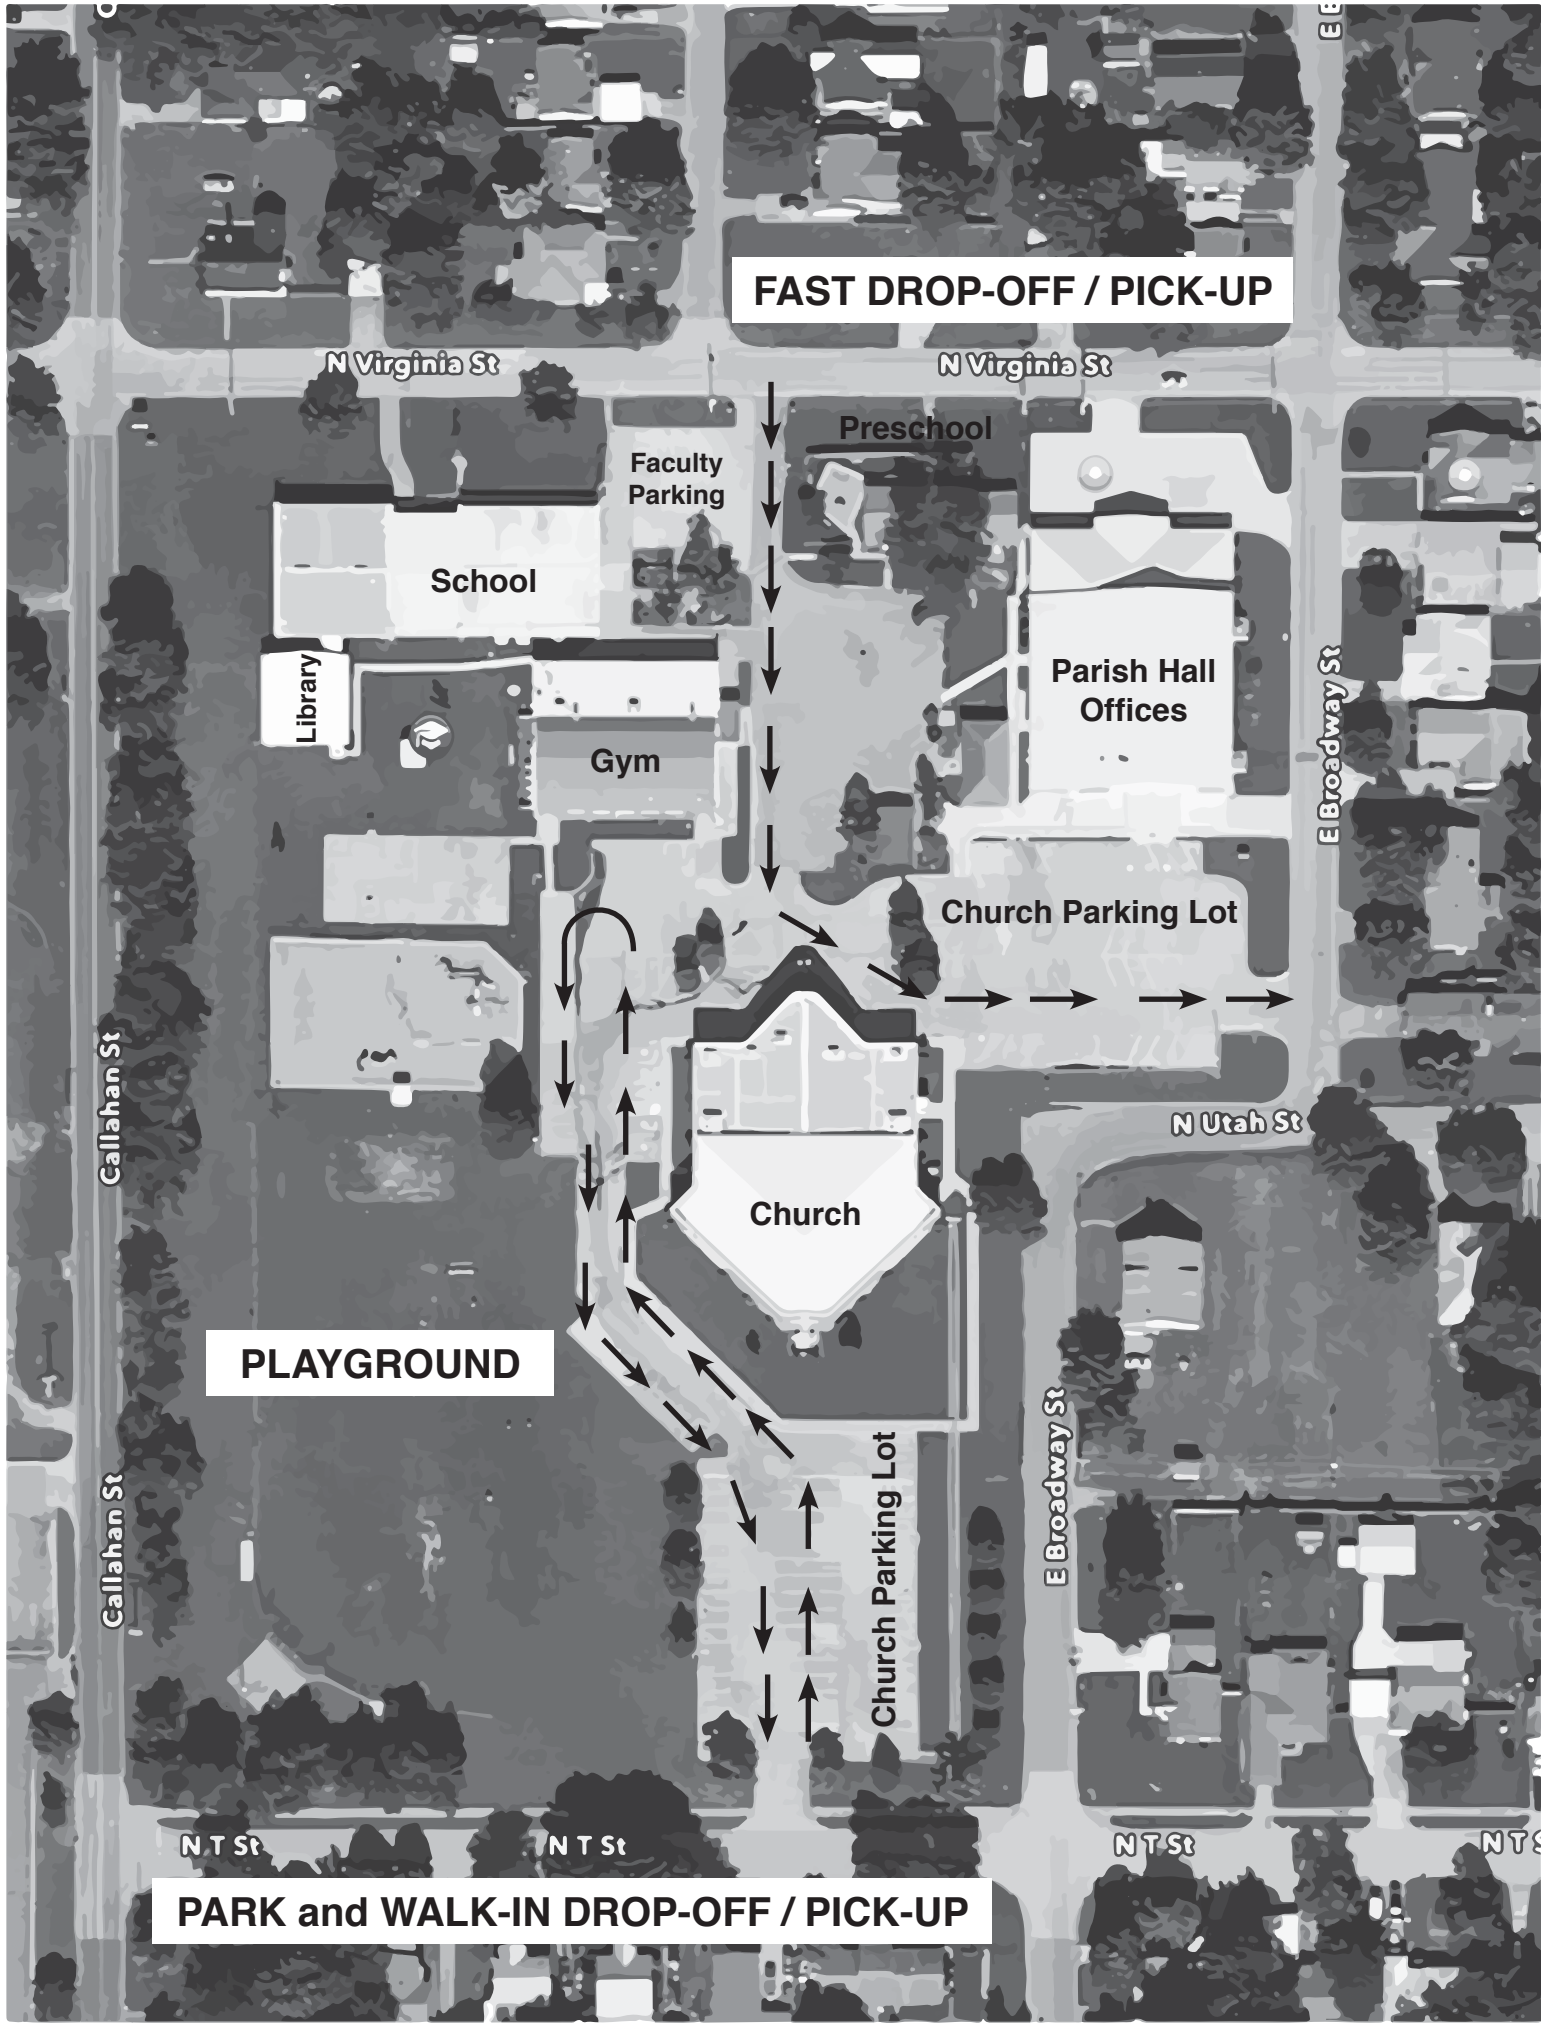 FAST DROP-OFF / PICK-UP
N Virginia St
N Virginia St
Preschool
Faculty
Parking
School
Library
Parish Hall
Offices
Gym
E Broadway St
Church Parking Lot
Callahan St
N Utah St
Church
PLAYGROUND
E Broadway St
Church Parking Lot
Callahan St
N T St
N T St
N T St
N T S
PARK and WALK-IN DROP-OFF / PICK-UP